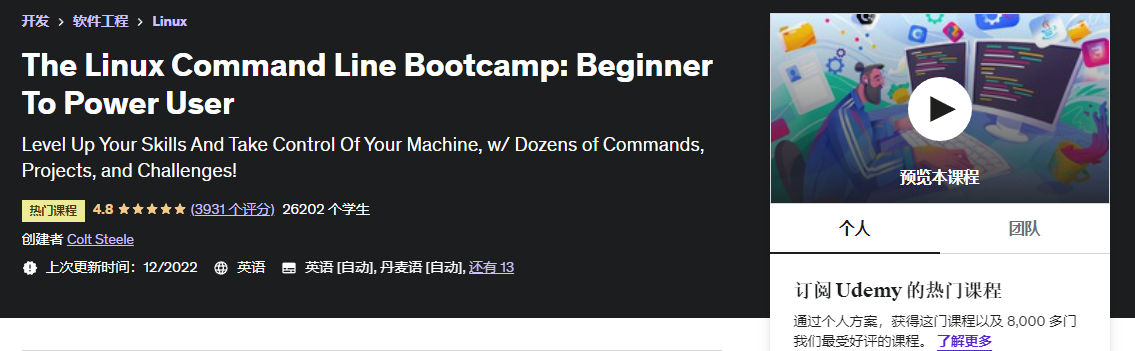 开发 > 软件工程 > Linux
The Linux Command Line Bootcamp: Beginner
To Power User
Level Up Your Skills And Take Control Of Your Machine, w/ Dozens of Commands,
Projects, and Challenges!
热门课程 4.8 (3931 个评分) 26202 个学生
创建者 Colt Steele
上次更新时间：12/2022 英语 英语 [自动], 丹麦语 [自动], 还有 13
预览本课程
个人 团队
订阅 Udemy 的热门课程
通过个人方案，获得这门课程以及 8,000 多门
我们最受好评的课程。 了解更多